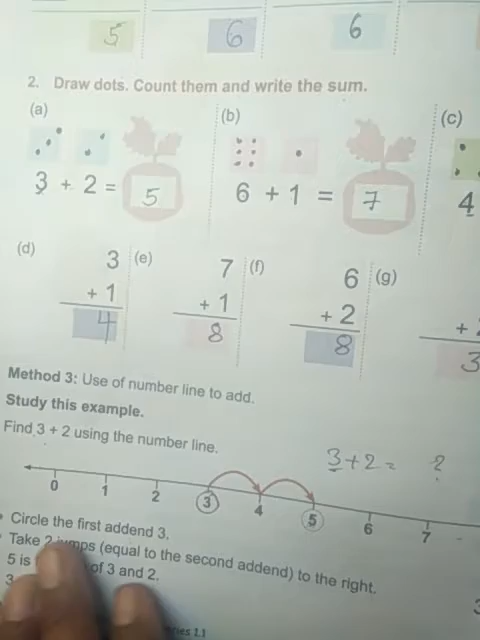 5 6 6
2. Draw dots. Count them and write the sum.
(a) (b) (c)
3 + 2 = 5 6 + 1 = 7 4
(d) 3 (e) 7 (f) 6 (g)
+ 1 + 1 + 2 +
4 8 8 3
Method 3: Use of number line to add.
Study this example.
Find 3 + 2 using the number line.
3+2= ?
0 1 2 3 4 5 6 7
Circle the first addend 3.
Take 2 jumps (equal to the second addend) to the right.
5 is of 3 and 2.
3
1.1